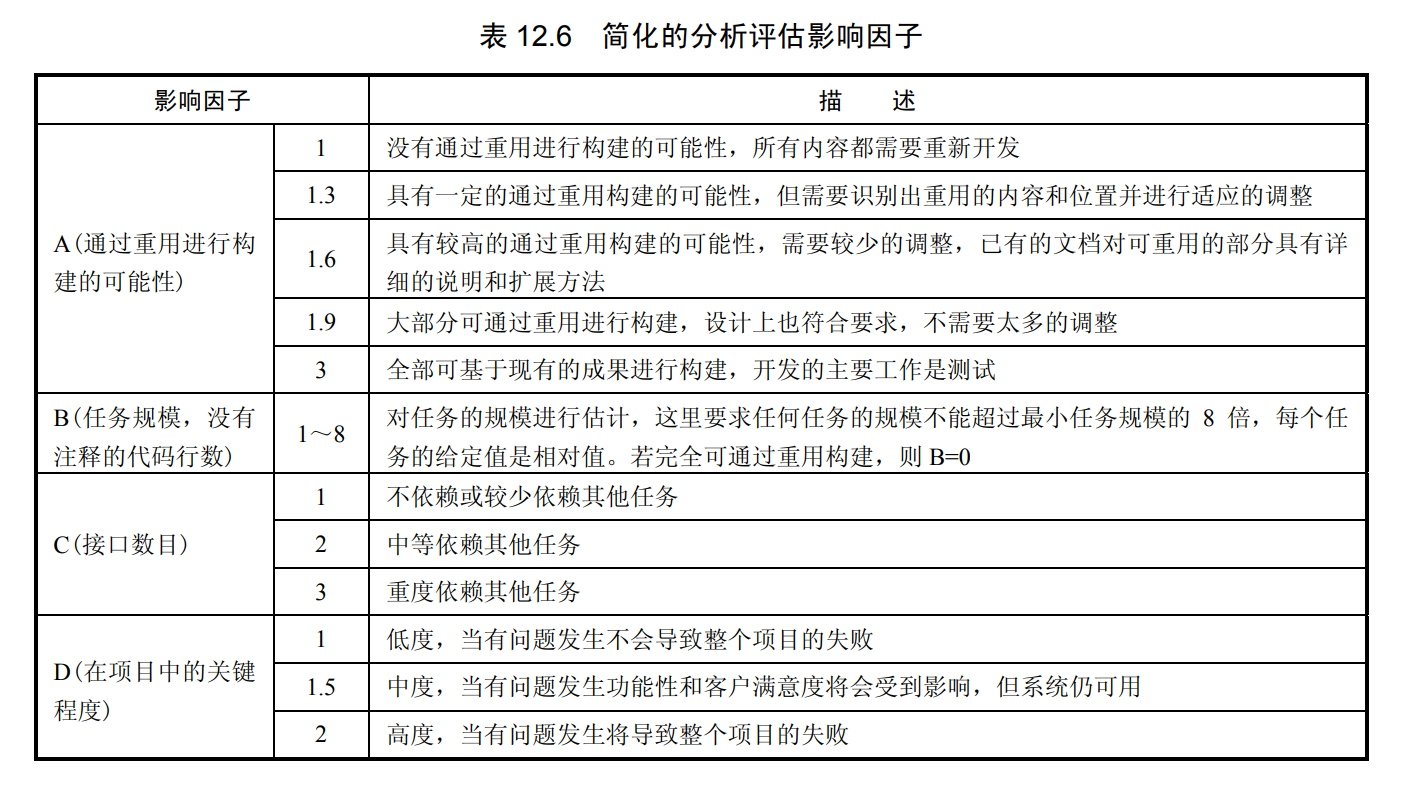 表 12.6 简化的分析评估影响因子
影响因子
描 述
A(通过重用进行构
建的可能性)
1
没有通过重用进行构建的可能性，所有内容都需要重新开发
1.3
具有一定的通过重用构建的可能性，但需要识别出重用的内容和位置并进行适应的调整
1.6
具有较高的通过重用构建的可能性，需要较少的调整，已有的文档对可重用的部分具有详
细的说明和扩展方法
1.9
大部分可通过重用进行构建，设计上也符合要求，不需要太多的调整
3
全部可基于现有的成果进行构建，开发的主要工作是测试
B(任务规模，没有
注释的代码行数)
1～8
对任务的规模进行估计，这里要求任何任务的规模不能超过最小任务规模的 8 倍，每个任
务的给定值是相对值。若完全可通过重用构建，则 B=0
C(接口数目)
1
不依赖或较少依赖其他任务
2
中等依赖其他任务
3
重度依赖其他任务
D(在项目中的关键
程度)
1
低度，当有问题发生不会导致整个项目的失败
1.5
中度，当有问题发生功能性和客户满意度将会受到影响，但系统仍可用
2
高度，当有问题发生将导致整个项目的失败